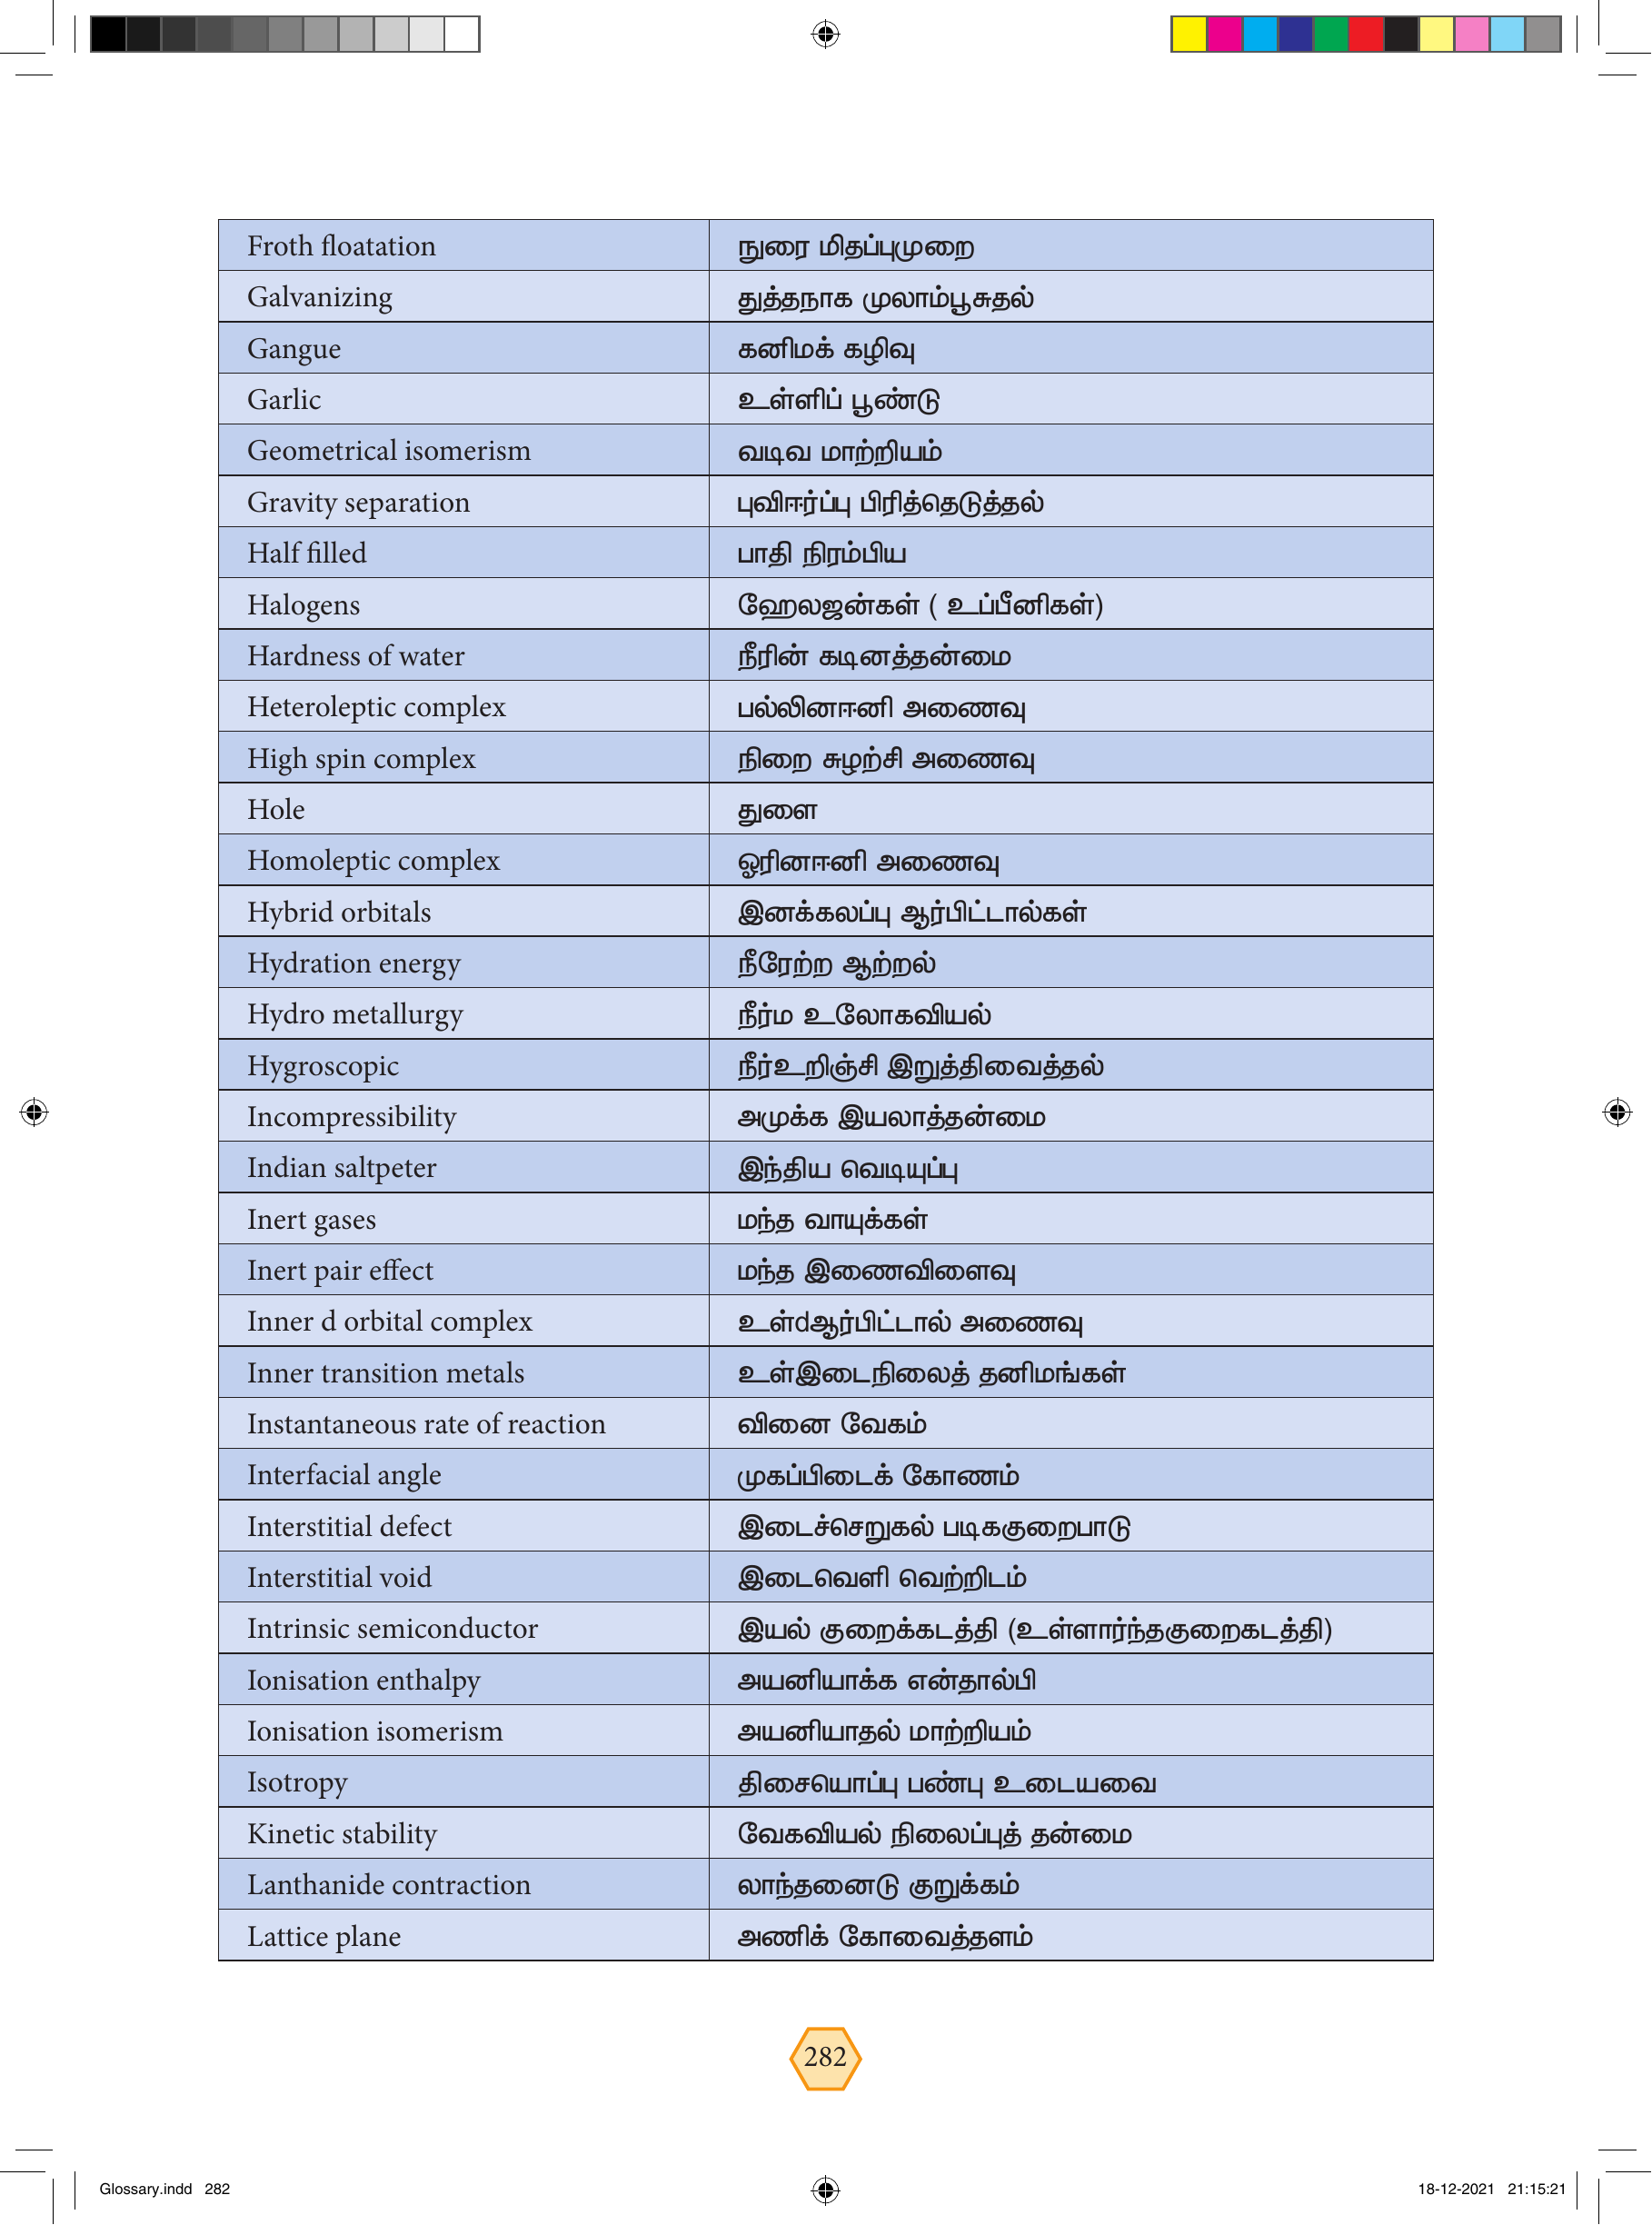 Froth floatation நுரை மிதப்புமுறை
Galvanizing துத்தநாக முலாம்பூசுதல்
Gangue கனிமக் கழிவு
Garlic உள்ளிப் பூண்டு
Geometrical isomerism வடிவ மாற்றியம்
Gravity separation புவிஈர்ப்பு பிரித்தெடுத்தல்
Half filled பாதி நிரம்பிய
Halogens ஹேலஜன்கள் ( உப்பீனிகள்)
Hardness of water நீரின் கடினத்தன்மை
Heteroleptic complex பல்லினஈனி அணைவு
High spin complex நிறை சுழற்சி அணைவு
Hole துளை
Homoleptic complex ஓரினஈனி அணைவு
Hybrid orbitals இனக்கலப்பு ஆர்பிட்டால்கள்
Hydration energy நீரேற்ற ஆற்றல்
Hydro metallurgy நீர்ம உலோகவியல்
Hygroscopic நீர்உறிஞ்சி இறுத்திவைத்தல்
Incompressibility அமுக்க இயலாத்தன்மை
Indian saltpeter இந்திய வெடியுப்பு
Inert gases மந்த வாயுக்கள்
Inert pair effect மந்த இணைவிளைவு
Inner d orbital complex உள்dஆர்பிட்டால் அணைவு
Inner transition metals உள்இடைநிலைத் தனிமங்கள்
Instantaneous rate of reaction வினை வேகம்
Interfacial angle முகப்பிடைக் கோணம்
Interstitial defect இடைச்செறுகல் படிககுறைபாடு
Interstitial void இடைவெளி வெற்றிடம்
Intrinsic semiconductor இயல் குறைக்கடத்தி (உள்ளார்ந்தகுறைகடத்தி)
Ionisation enthalpy அயனியாக்க என்தால்பி
Ionisation isomerism அயனியாதல் மாற்றியம்
Isotropy திசையொப்பு பண்பு உடையவை
Kinetic stability வேகவியல் நிலைப்புத் தன்மை
Lanthanide contraction லாந்தனைடு குறுக்கம்
Lattice plane அணிக் கோவைத்தளம்
282
Glossary.indd 282 18-12-2021 21:15:21